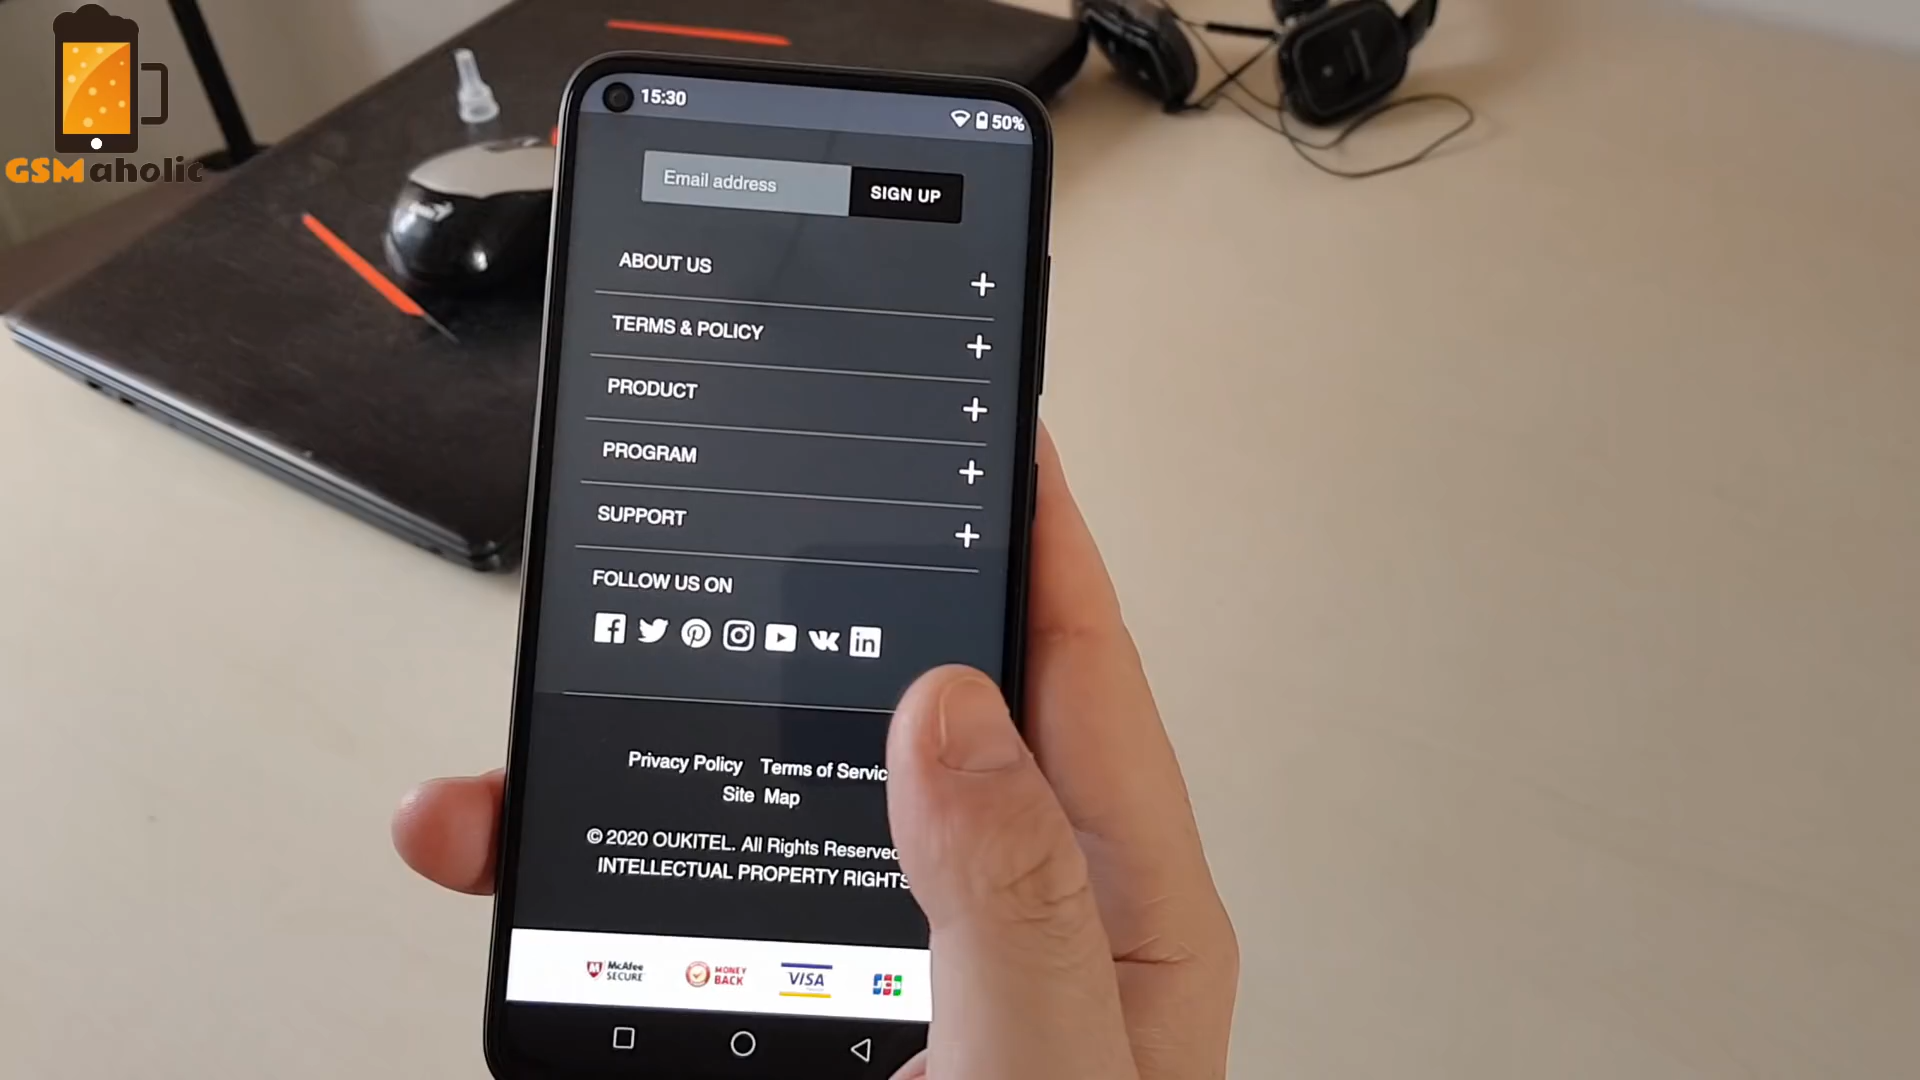 GSMaholic
15:30
50%
Email address
SIGN UP
ABOUT US
TERMS & POLICY
PRODUCT
PROGRAM
SUPPORT
FOLLOW US ON
Privacy Policy Terms of Servic
Site Map
© 2020 OUKITEL. All Rights Reserved
INTELLECTUAL PROPERTY RIGHTS
McAfee
SECURE
MONEY
BACK
VISA
JCB